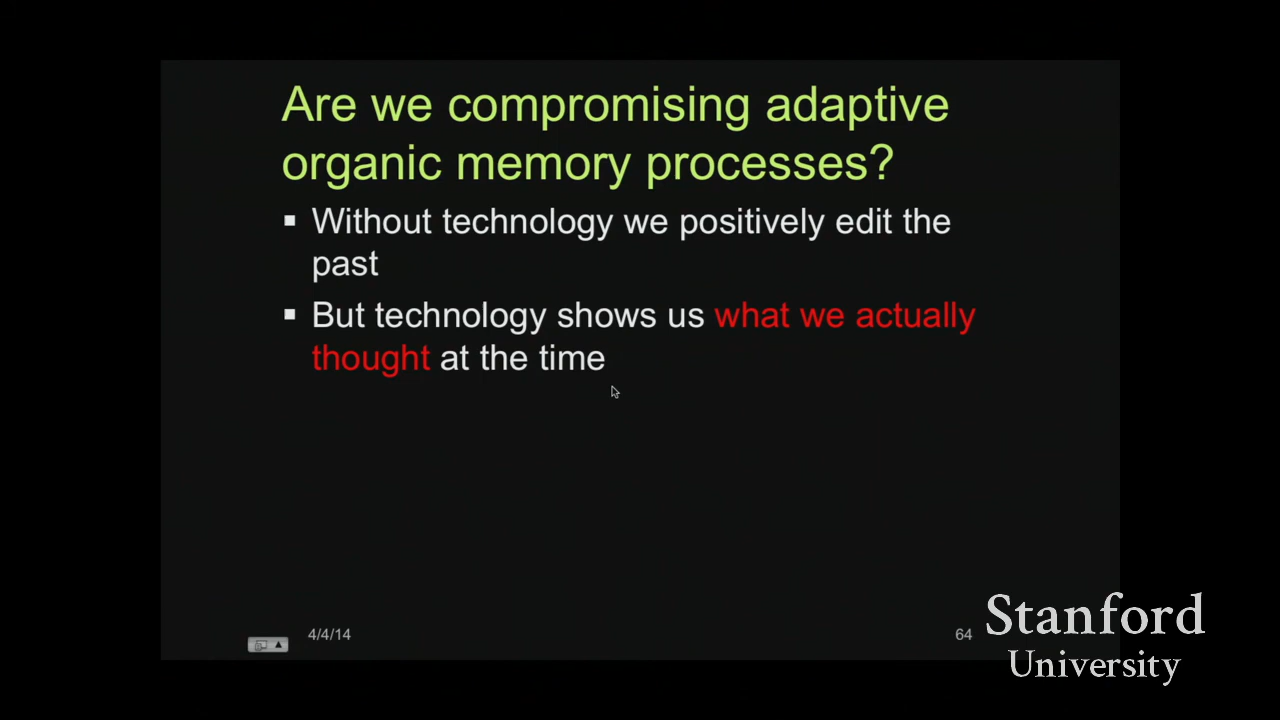 Are we compromising adaptive
organic memory processes?
▪ Without technology we positively edit the
past
▪ But technology shows us what we actually
thought at the time
4/4/14
64
Stanford
University